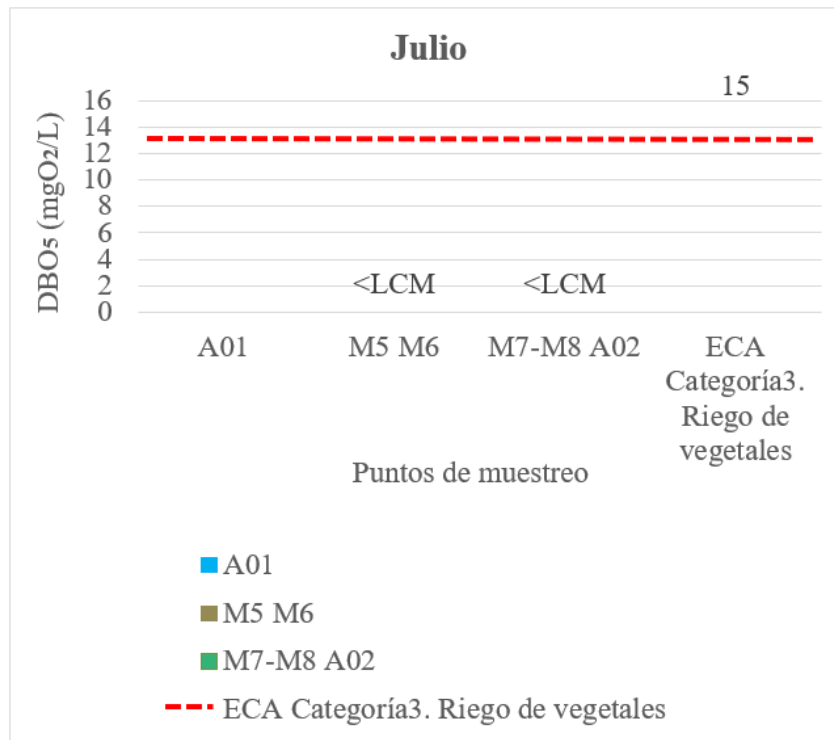 Julio
15
16
14
12
10
8
6
4
2
0
DBO₅ (mgO₂/L)
<LCM
<LCM
A01
M5 M6
M7-M8 A02
ECA
Categoría3.
Riego de
vegetales
Puntos de muestreo
A01
M5 M6
M7-M8 A02
ECA Categoría3. Riego de vegetales